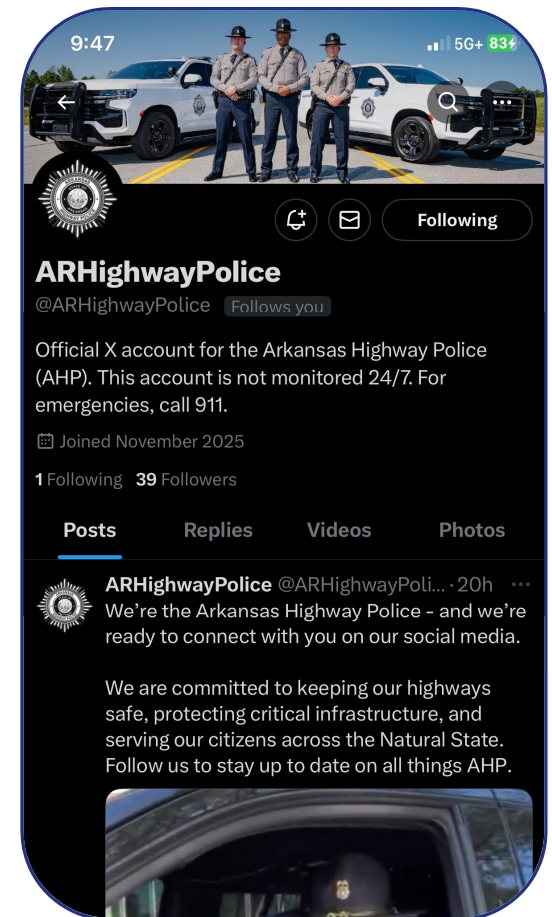 9:47
5G+ 83
Following
ARHighwayPolice
@ARHighwayPolice Follows you
Official X account for the Arkansas Highway Police
(AHP). This account is not monitored 24/7. For
emergencies, call 911.
Joined November 2025
1 Following 39 Followers
Posts Replies Videos Photos
ARHighwayPolice @ARHighwayPoli... · 20h
We’re the Arkansas Highway Police - and we’re
ready to connect with you on our social media.
We are committed to keeping our highways
safe, protecting critical infrastructure, and
serving our citizens across the Natural State.
Follow us to stay up to date on all things AHP.